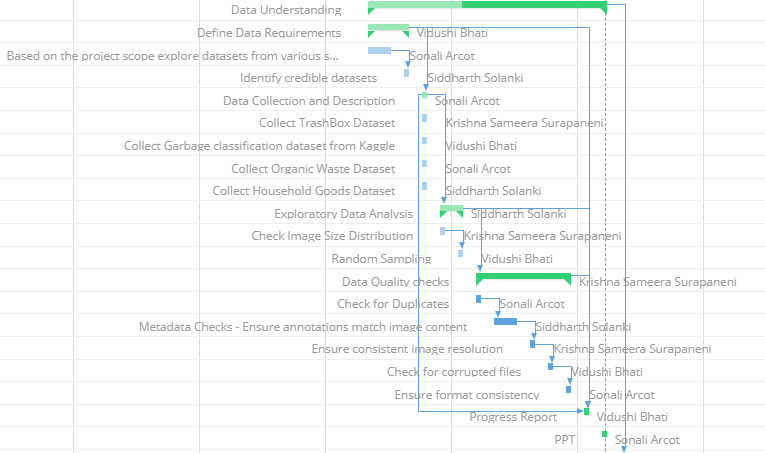 Data Understanding
Define Data Requirements Vidushi Bhati
Based on the project scope explore datasets from various s... Sonali Arcot
Identify credible datasets Siddharth Solanki
Data Collection and Description Sonali Arcot
Collect TrashBox Dataset Krishna Sameera Surapaneni
Collect Garbage classification dataset from Kaggle Vidushi Bhati
Collect Organic Waste Dataset Sonali Arcot
Collect Household Goods Dataset Siddharth Solanki
Exploratory Data Analysis Siddharth Solanki
Check Image Size Distribution Krishna Sameera Surapaneni
Random Sampling Vidushi Bhati
Data Quality checks Krishna Sameera Surapaneni
Check for Duplicates Sonali Arcot
Metadata Checks - Ensure annotations match image content Siddharth Solanki
Ensure consistent image resolution Krishna Sameera Surapaneni
Check for corrupted files Vidushi Bhati
Ensure format consistency Sonali Arcot
Progress Report Vidushi Bhati
PPT Sonali Arcot